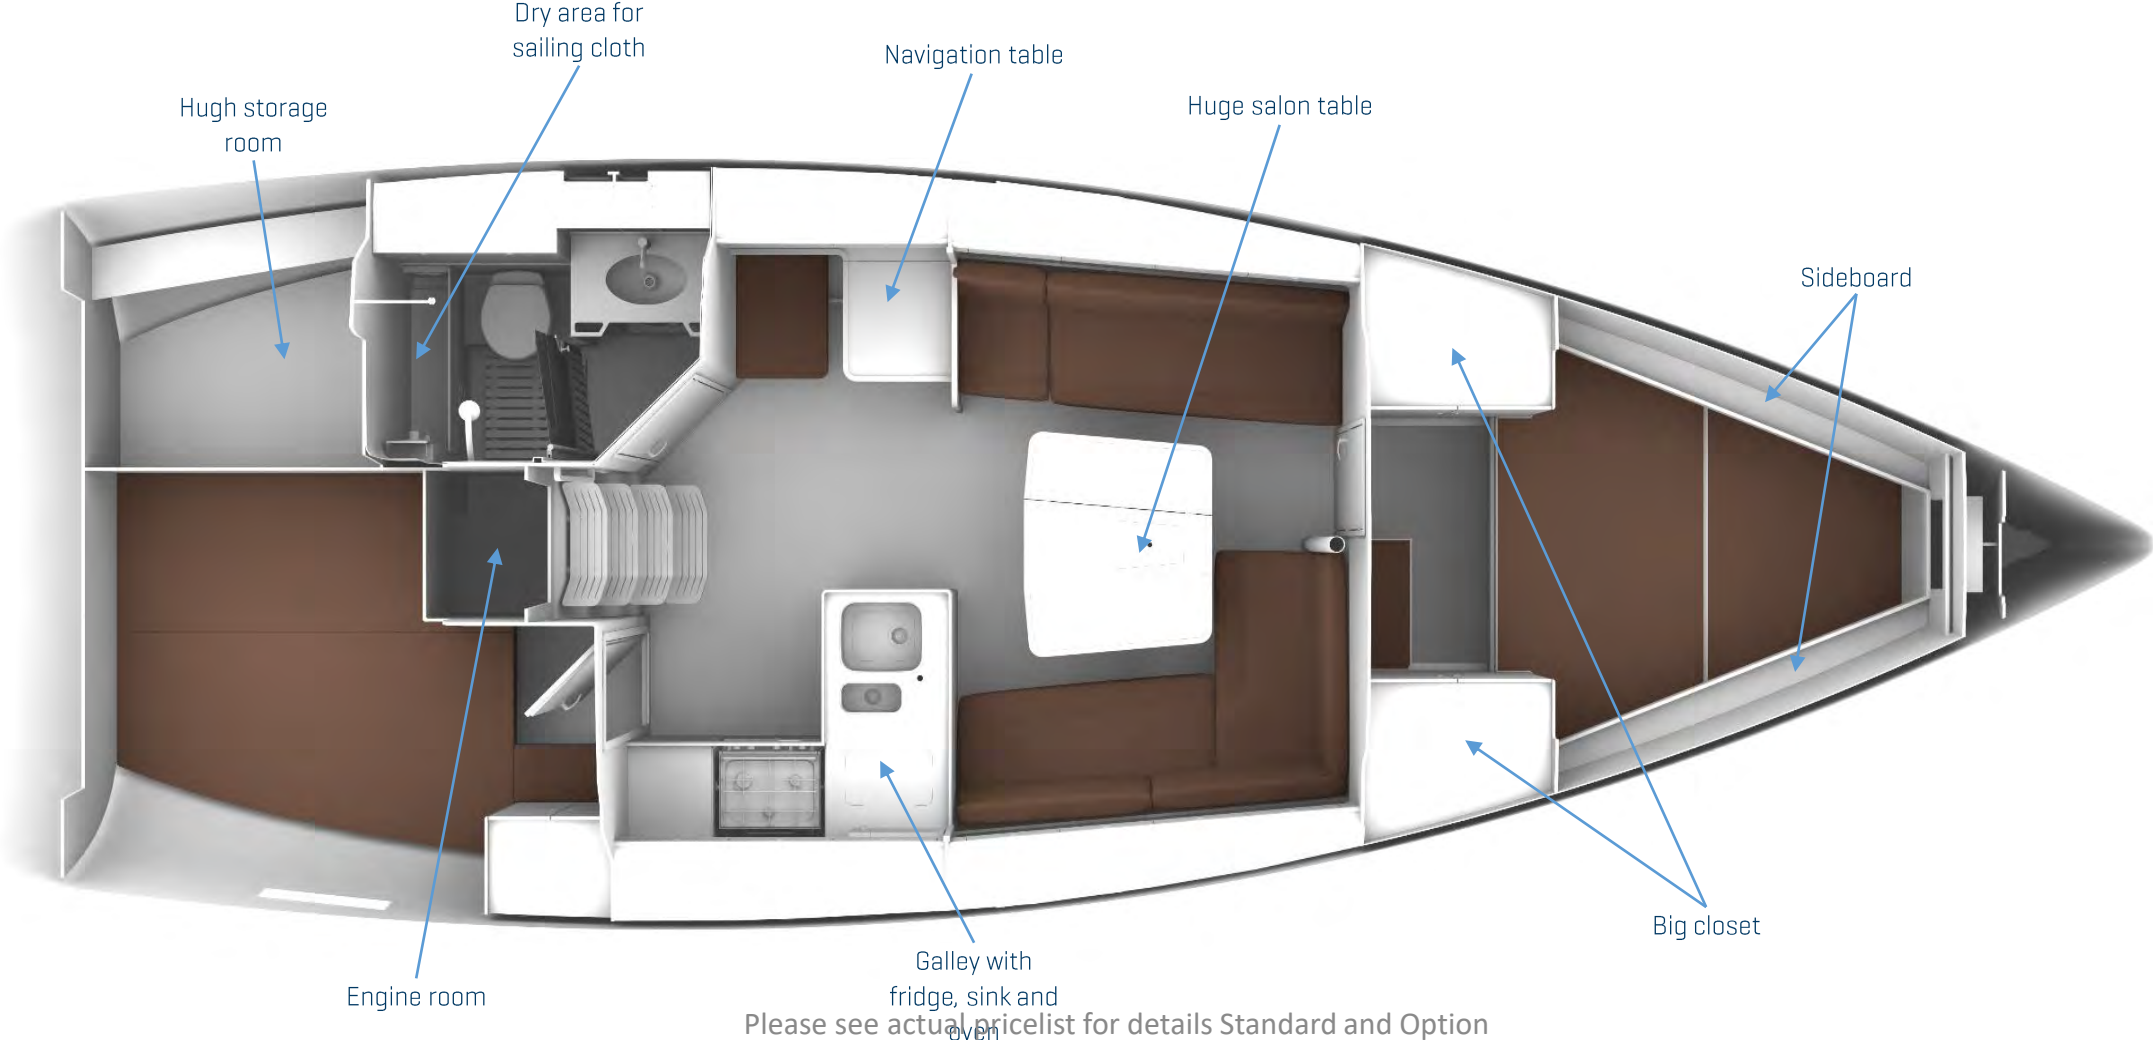 Dry area for
sailing cloth
Navigation table
Hugh storage
room
Huge salon table
Sideboard
Big closet
Galley with
fridge, sink and
oven
Engine room
Please see actual pricelist for details Standard and Option